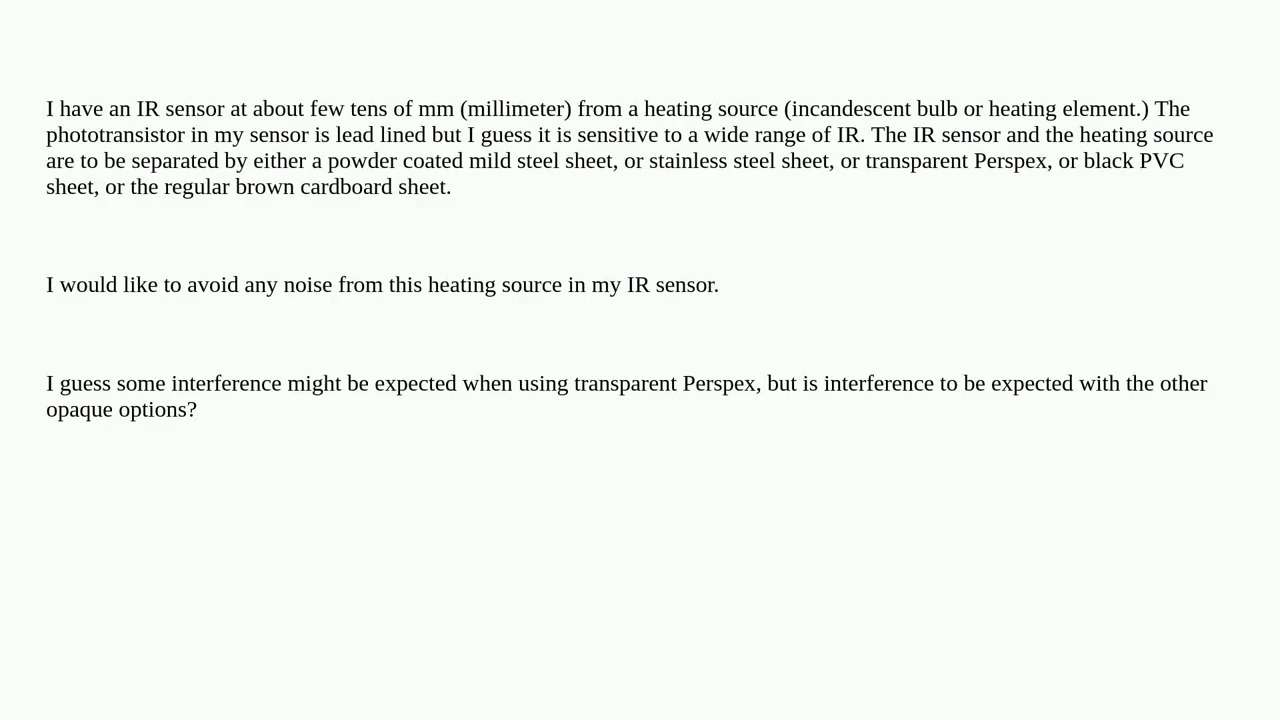 I have an IR sensor at about few tens of mm (millimeter) from a heating source (incandescent bulb or heating element.) The
phototransistor in my sensor is lead lined but I guess it is sensitive to a wide range of IR. The IR sensor and the heating source
are to be separated by either a powder coated mild steel sheet, or stainless steel sheet, or transparent Perspex, or black PVC
sheet, or the regular brown cardboard sheet.
I would like to avoid any noise from this heating source in my IR sensor.
I guess some interference might be expected when using transparent Perspex, but is interference to be expected with the other
opaque options?